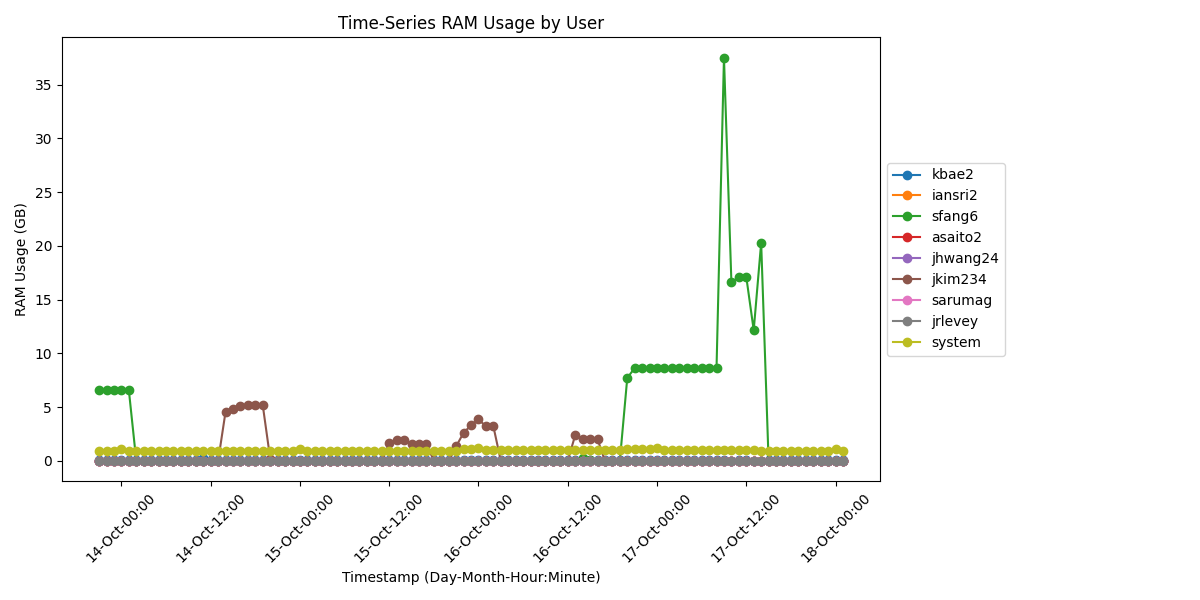 Time-Series RAM Usage by User
RAM Usage (GB)
35
30
25
20
15
10
5
0
14-Oct-00:00
14-Oct-12:00
15-Oct-00:00
15-Oct-12:00
16-Oct-00:00
16-Oct-12:00
17-Oct-00:00
17-Oct-12:00
18-Oct-00:00
Timestamp (Day-Month-Hour:Minute)
kbae2
iansri2
sfang6
asaito2
jhwang24
jkim234
sarumag
jrlevey
system